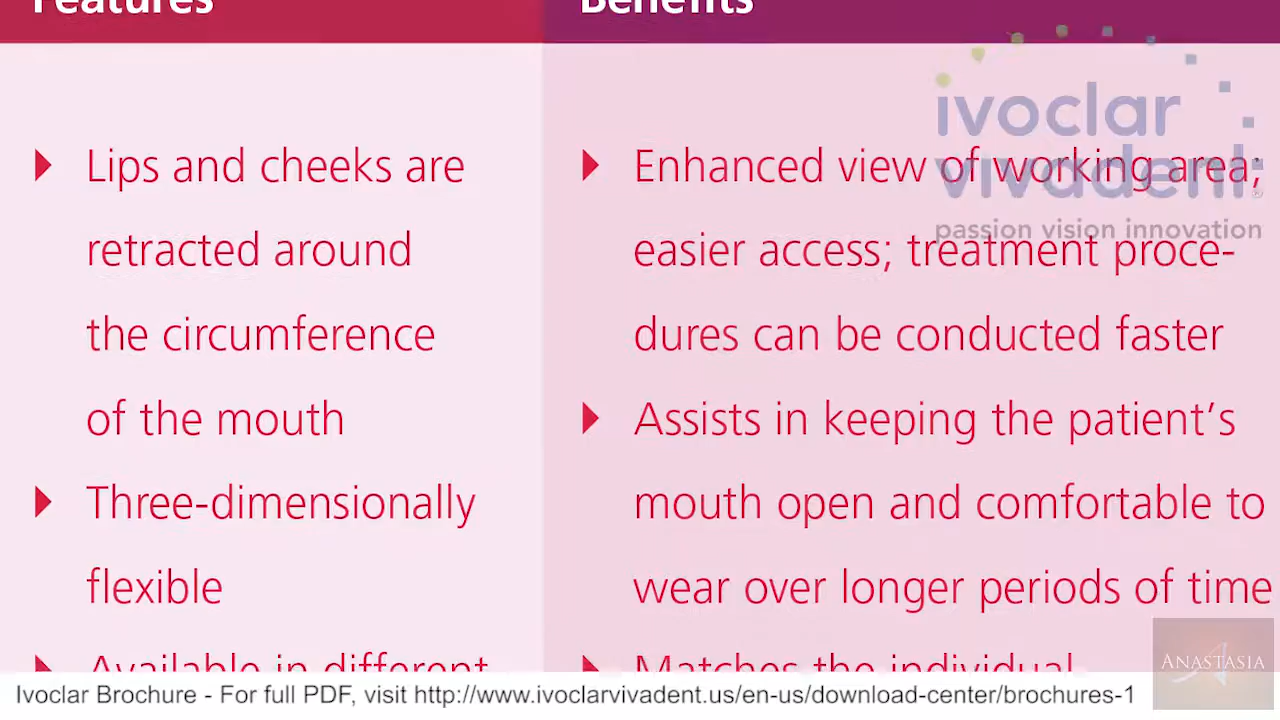 Features
Benefits
ivoclar
vivadent
passion vision innovation
Lips and cheeks are
retracted around
the circumference
of the mouth
Three-dimensionally
flexible
Available in different
Enhanced view of working area;
easier access; treatment proce-
dures can be conducted faster
Assists in keeping the patient’s
mouth open and comfortable to
wear over longer periods of time
Matches the individual
ANASTASIA
Ivoclar Brochure - For full PDF, visit http://www.ivoclarvivadent.us/en-us/download-center/brochures-1